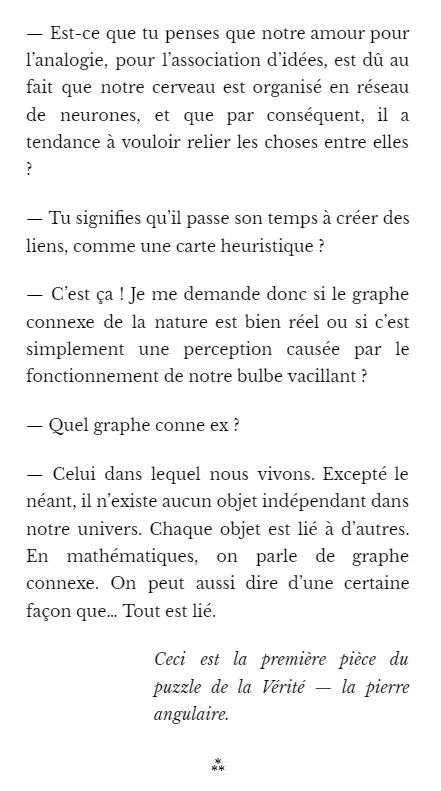 — Est-ce que tu penses que notre amour pour
l’analogie, pour l’association d’idées, est dû au
fait que notre cerveau est organisé en réseau
de neurones, et que par conséquent, il a
tendance à vouloir relier les choses entre elles
?
— Tu signifies qu’il passe son temps à créer des
liens, comme une carte heuristique ?
— C’est ça ! Je me demande donc si le graphe
connexe de la nature est bien réel ou si c’est
simplement une perception causée par le
fonctionnement de notre bulbe vacillant ?
— Quel graphe conne ex ?
— Celui dans lequel nous vivons. Excepté le
néant, il n’existe aucun objet indépendant dans
notre univers. Chaque objet est lié à d’autres.
En mathématiques, on parle de graphe
connexe. On peut aussi dire d’une certaine
façon que… Tout est lié.
Ceci est la première pièce du
puzzle de la Vérité — la pierre
angulaire.
⁂